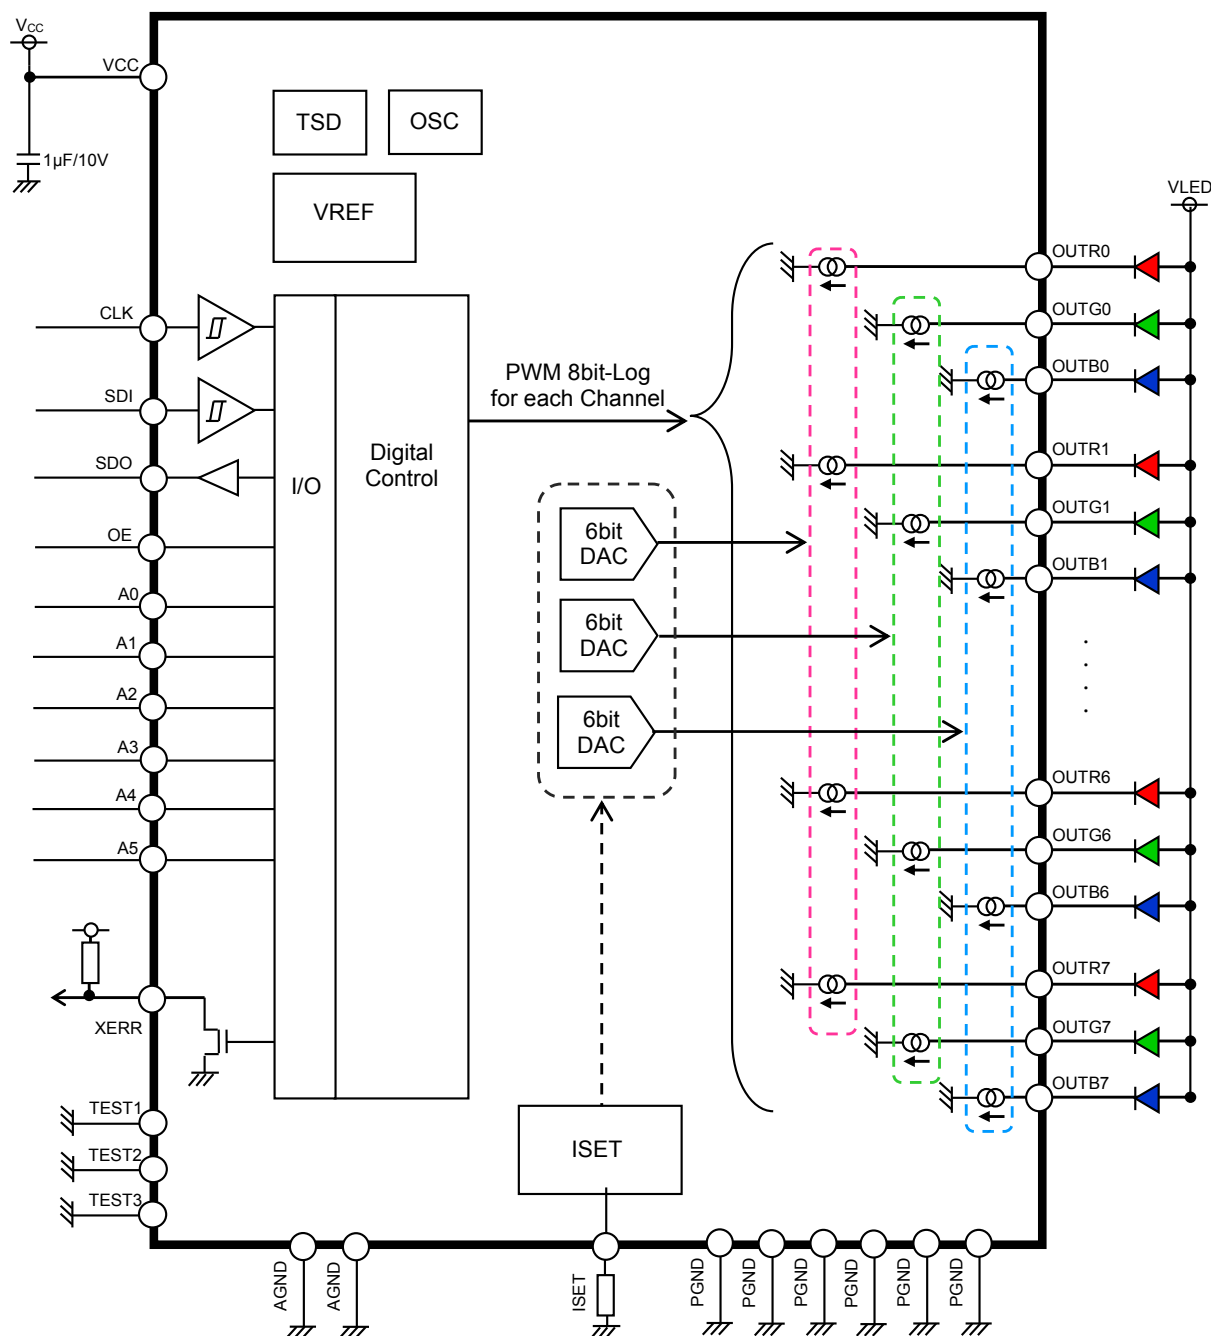 VCC
VCC
1µF/10V
TSD
OSC
VREF
VLED
CLK
SDI
SDO
OE
A0
A1
A2
A3
A4
A5
XERR
TEST1
TEST2
TEST3
I/O
Digital
Control
PWM 8bit-Log
for each Channel
6bit
DAC
6bit
DAC
6bit
DAC
ISET
OUTR0
OUTG0
OUTB0
OUTR1
OUTG1
OUTB1
OUTR6
OUTG6
OUTB6
OUTR7
OUTG7
OUTB7
AGND
AGND
ISET
PGND
PGND
PGND
PGND
PGND
PGND